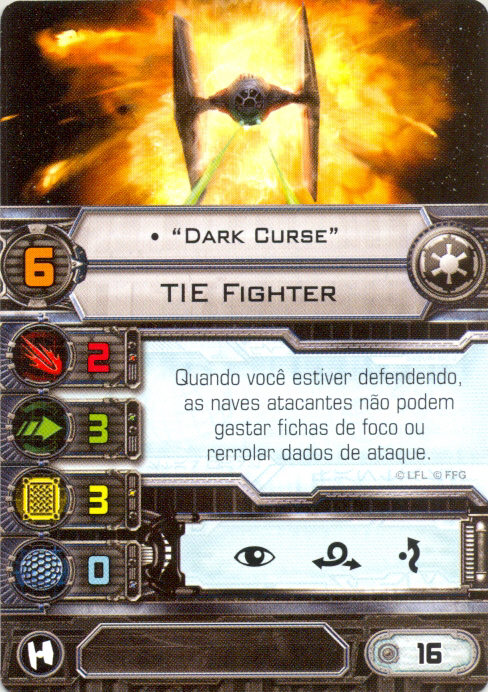 • “Dark Curse”
6
TIE Fighter
2
Quando você estiver defendendo,
as naves atacantes não podem
gastar fichas de foco ou
rerrolar dados de ataque.
3
© LFL © FFG
3
0
16